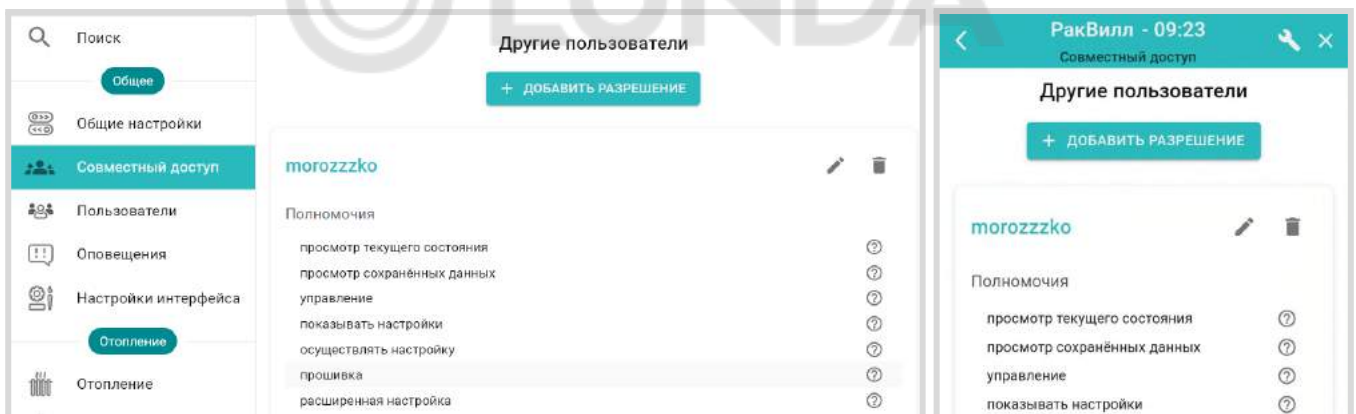 LUNDA
Поиск
Общее
Общие настройки
Совместный доступ
Пользователи
Оповещения
Настройки интерфейса
Отопление
Отопление
Другие пользователи
+ ДОБАВИТЬ РАЗРЕШЕНИЕ
morozzzko
Полномочия
просмотр текущего состояния
просмотр сохранённых данных
управление
показывать настройки
осуществлять настройку
прошивка
расширенная настройка
РакВилл - 09:23
Совместный доступ
Другие пользователи
+ ДОБАВИТЬ РАЗРЕШЕНИЕ
morozzzko
Полномочия
просмотр текущего состояния
просмотр сохранённых данных
управление
показывать настройки